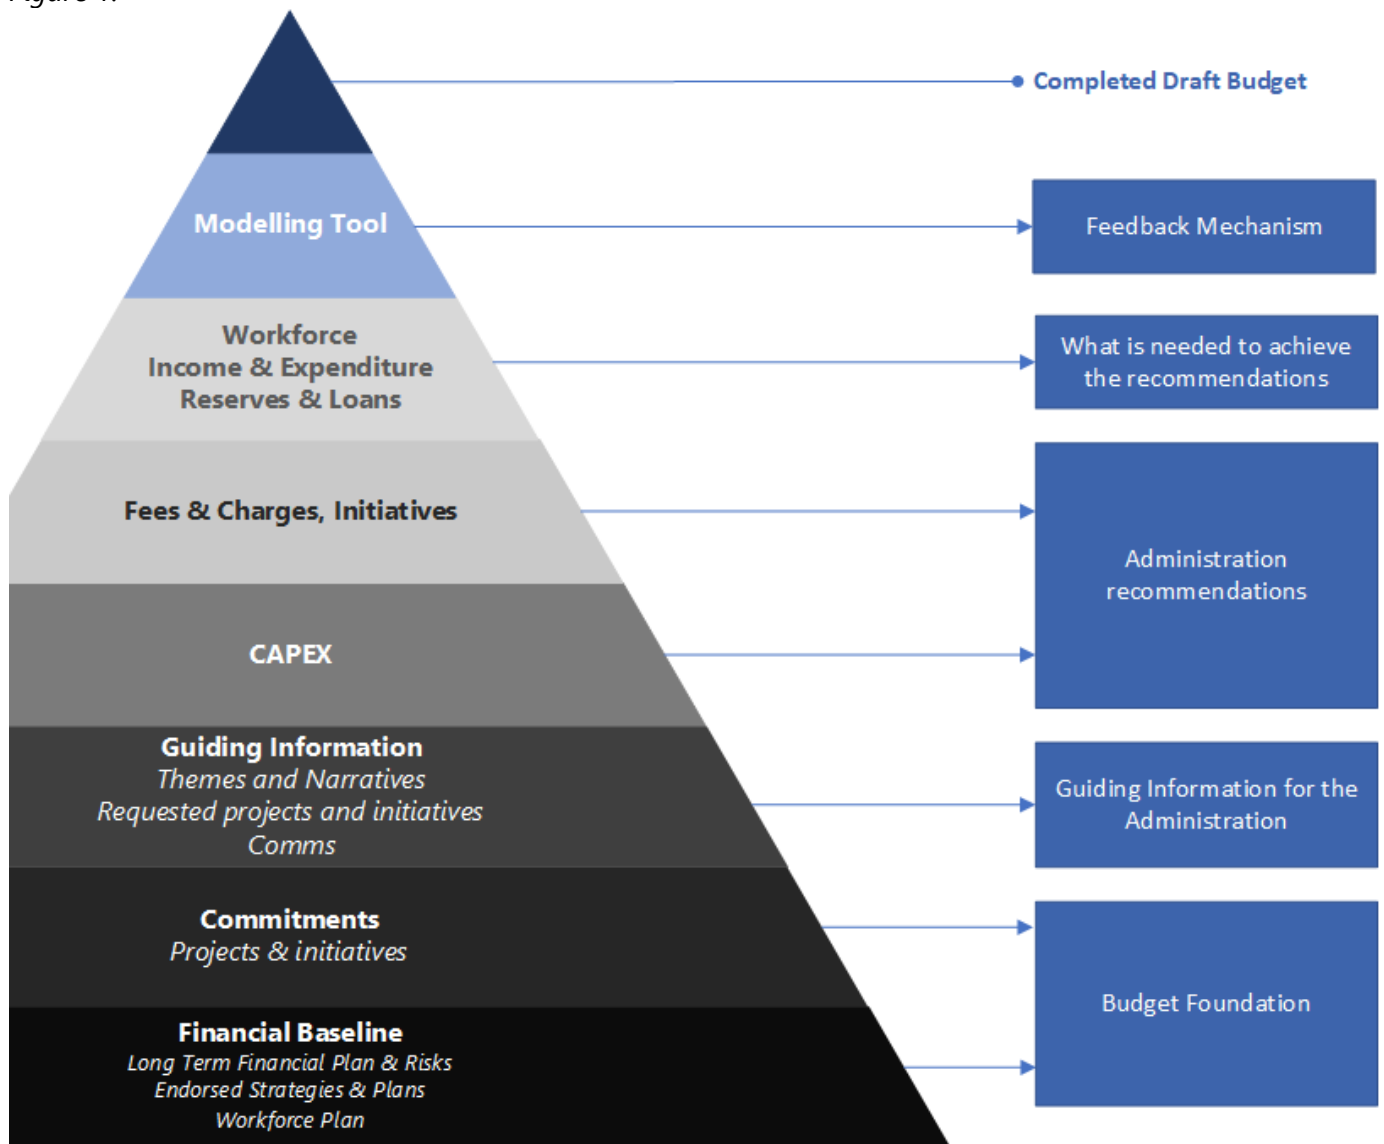 Completed Draft Budget
Modelling Tool
Feedback Mechanism
Workforce
Income & Expenditure
Reserves & Loans
What is needed to achieve
the recommendations
Fees & Charges, Initiatives
Administration
recommendations
CAPEX
Guiding Information
Themes and Narratives
Requested projects and initiatives
Comms
Guiding Information for the
Administration
Commitments
Projects & initiatives
Budget Foundation
Financial Baseline
Long Term Financial Plan & Risks
Endorsed Strategies & Plans
Workforce Plan